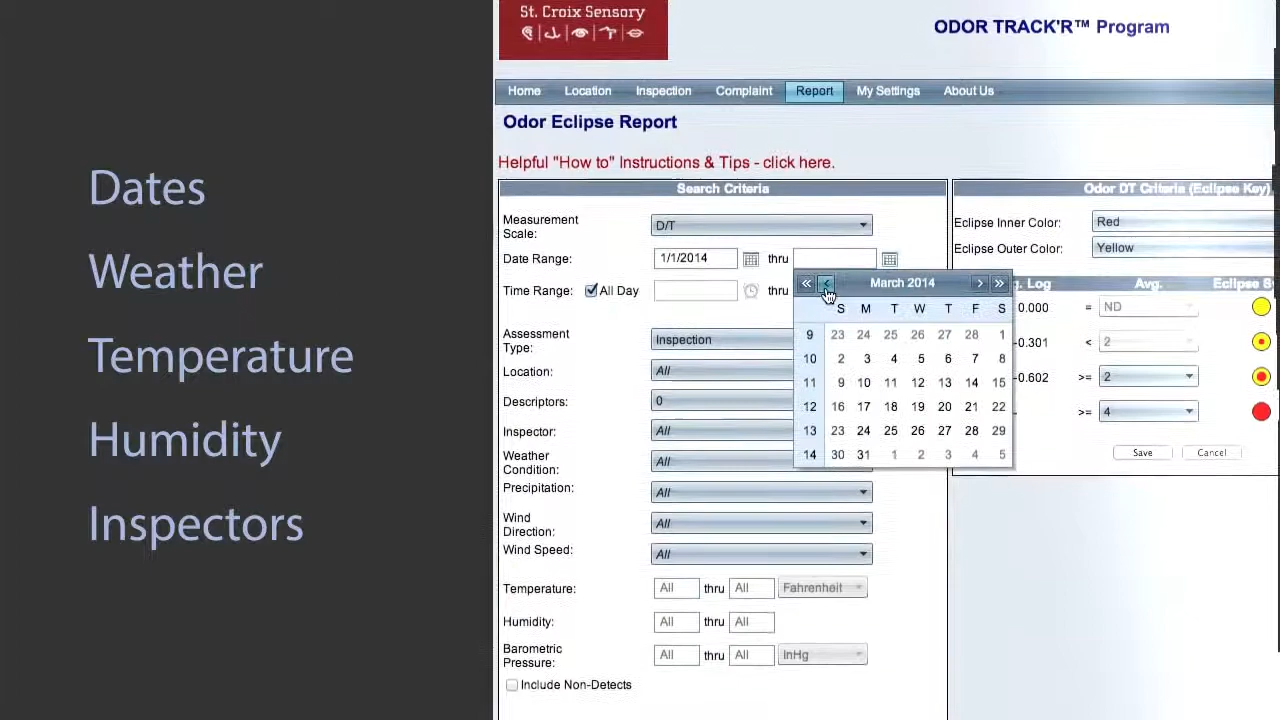 Dates
Weather
Temperature
Humidity
Inspectors
St. Croix Sensory
ODOR TRACK'R™ Program
Home Location Inspection Complaint Report My Settings About Us
Odor Eclipse Report
Helpful "How to" Instructions & Tips - click here.
Search Criteria
Measurement
Scale:
D/T
Date Range: 1/1/2014 thru
Time Range: All Day thru
Assessment
Type:
Inspection
Location: All
Descriptors: 0
Inspector: All
Weather
Condition:
All
Precipitation: All
Wind
Direction:
All
Wind Speed: All
Temperature: All thru All Fahrenheit
Humidity: All thru All
Barometric
Pressure:
All thru All InHg
Include Non-Detects
« ‹ March 2014 › »
S M T W T F S
9 23 24 25 26 27 28 1
10 2 3 4 5 6 7 8
11 9 10 11 12 13 14 15
12 16 17 18 19 20 21 22
13 23 24 25 26 27 28 29
14 30 31 1 2 3 4 5
Odor DT Criteria (Eclipse Key)
Eclipse Inner Color: Red
Eclipse Outer Color: Yellow
Log Avg. Eclipse
0.000 = ND
-0.301 < 2
-0.602 >= 2
>= 4
Save Cancel